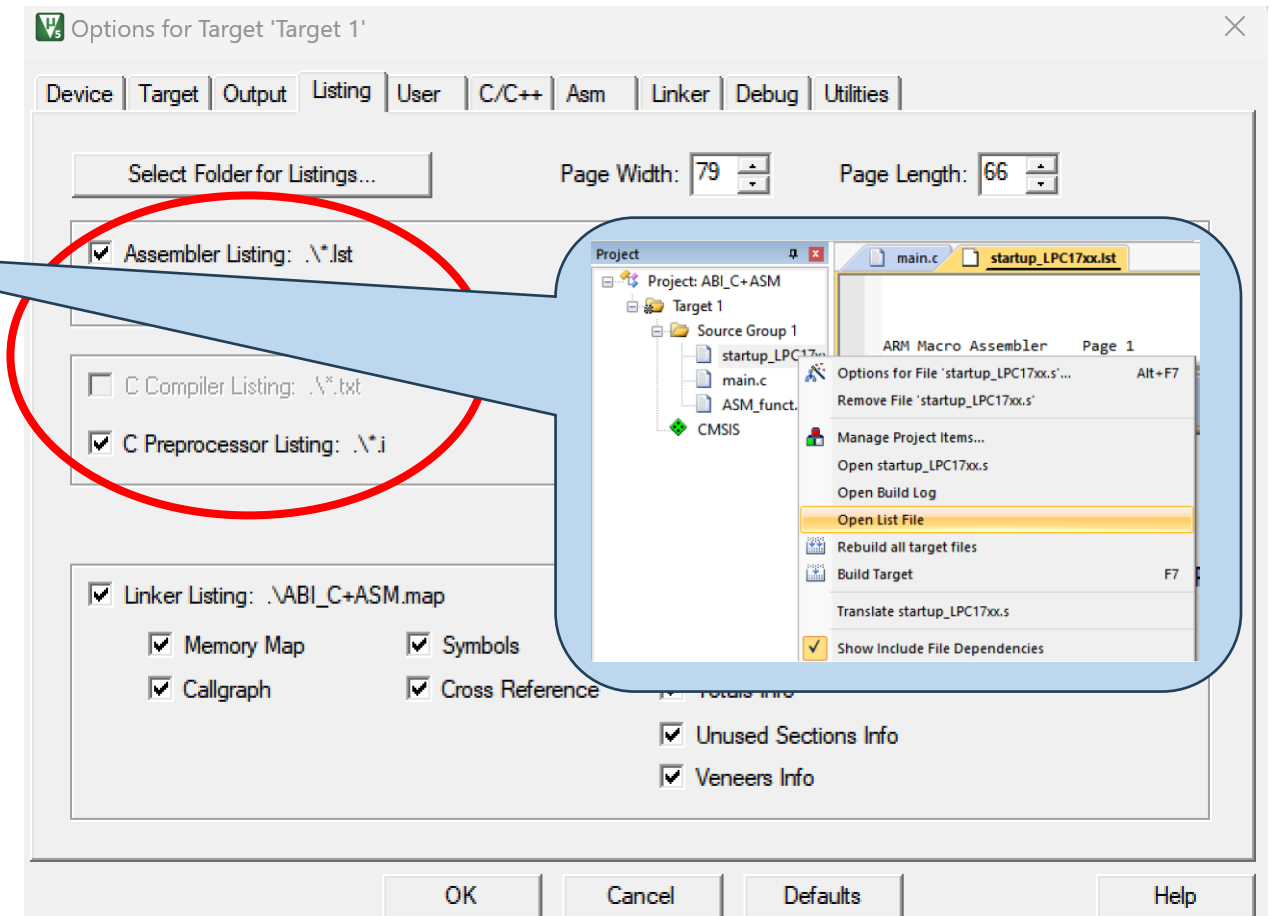 Options for Target 'Target 1'
Device Target Output Listing User C/C++ Asm Linker Debug Utilities
Select Folder for Listings... Page Width: 79 Page Length: 66
Assembler Listing: .\*.lst
C Compiler Listing: .\*.txt
C Preprocessor Listing: .\*.i
Linker Listing: .\ABI_C+ASM.map
Memory Map Symbols
Callgraph Cross Reference Totals Info
Unused Sections Info
Veneers Info
OK Cancel Defaults Help
Project
Project: ABI_C+ASM
Target 1
Source Group 1
startup_LPC17x
main.c
ASM_funct.
CMSIS
main.c startup_LPC17xx.lst
ARM Macro Assembler Page 1
Options for File 'startup_LPC17xx.s'... Alt+F7
Remove File 'startup_LPC17xx.s'
Manage Project Items...
Open startup_LPC17xx.s
Open Build Log
Open List File
Rebuild all target files
Build Target F7
Translate startup_LPC17xx.s
Show Include File Dependencies